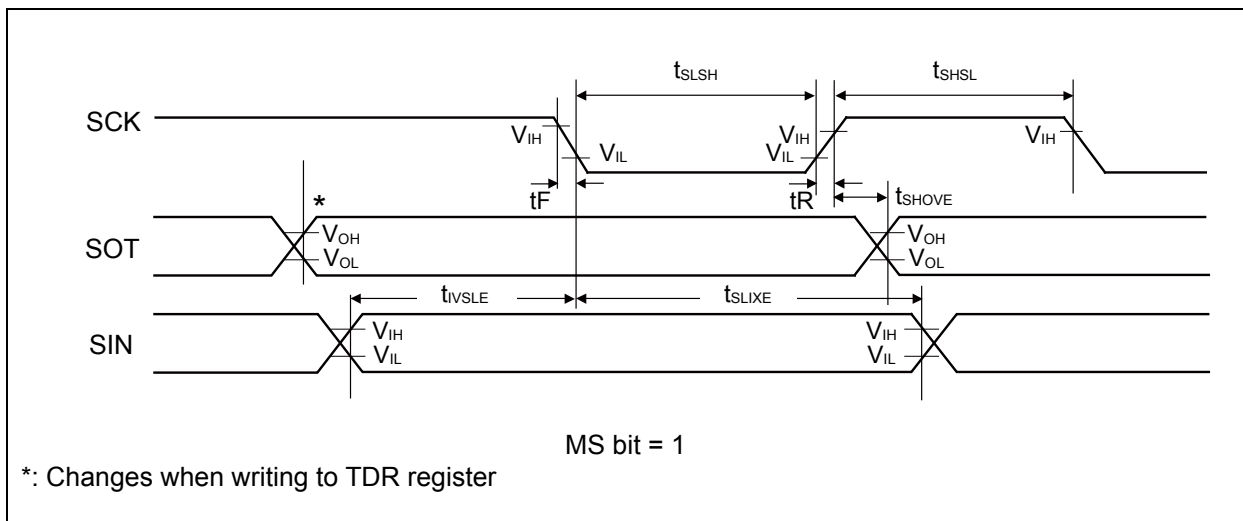 tSLSH tSHSL
SCK VIH VIL VIH VIL VIH
tF tR tSHOVE
*
SOT VOH VOL VOH VOL
tIVSLE tSLIXE
SIN VIH VIL VIH VIL
MS bit = 1
*: Changes when writing to TDR register